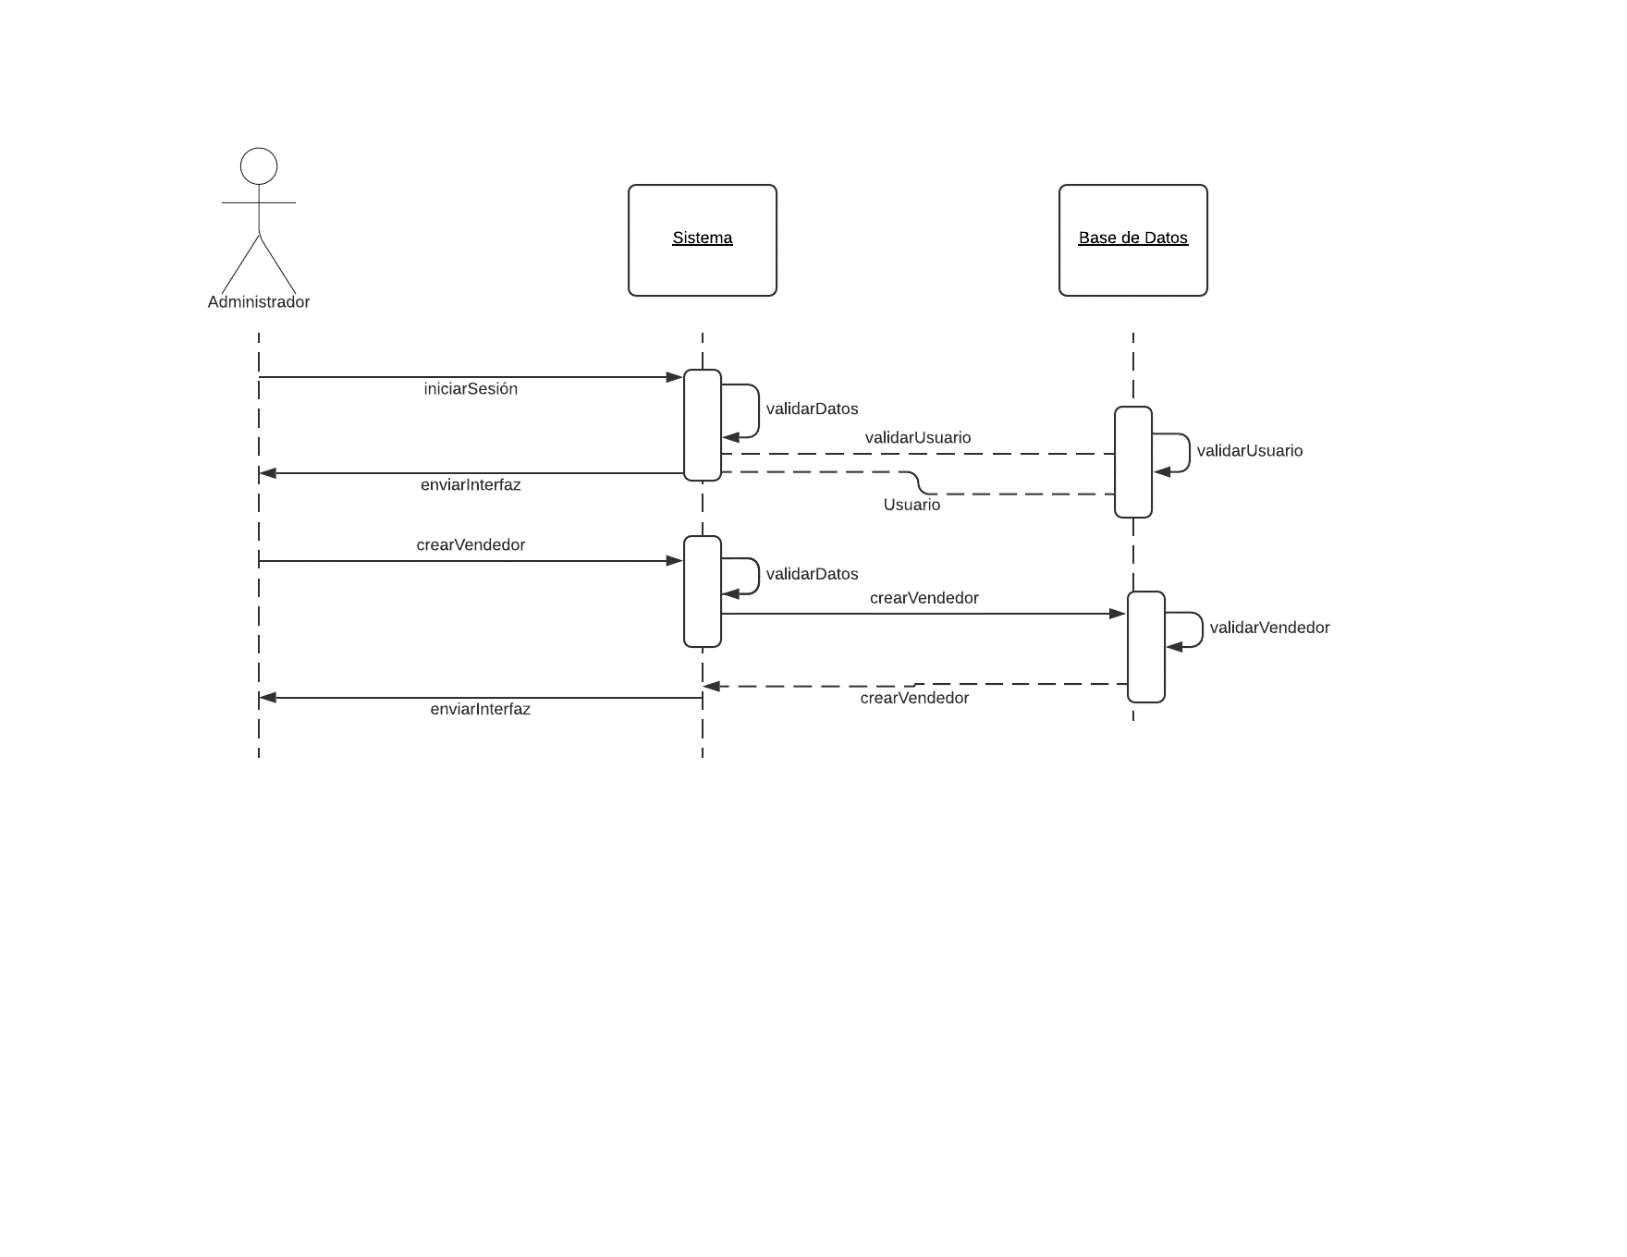 Sistema
Base de Datos
Administrador
iniciarSesión
validarDatos
validarUsuario
validarUsuario
enviarInterfaz
Usuario
crearVendedor
validarDatos
crearVendedor
validarVendedor
crearVendedor
enviarInterfaz